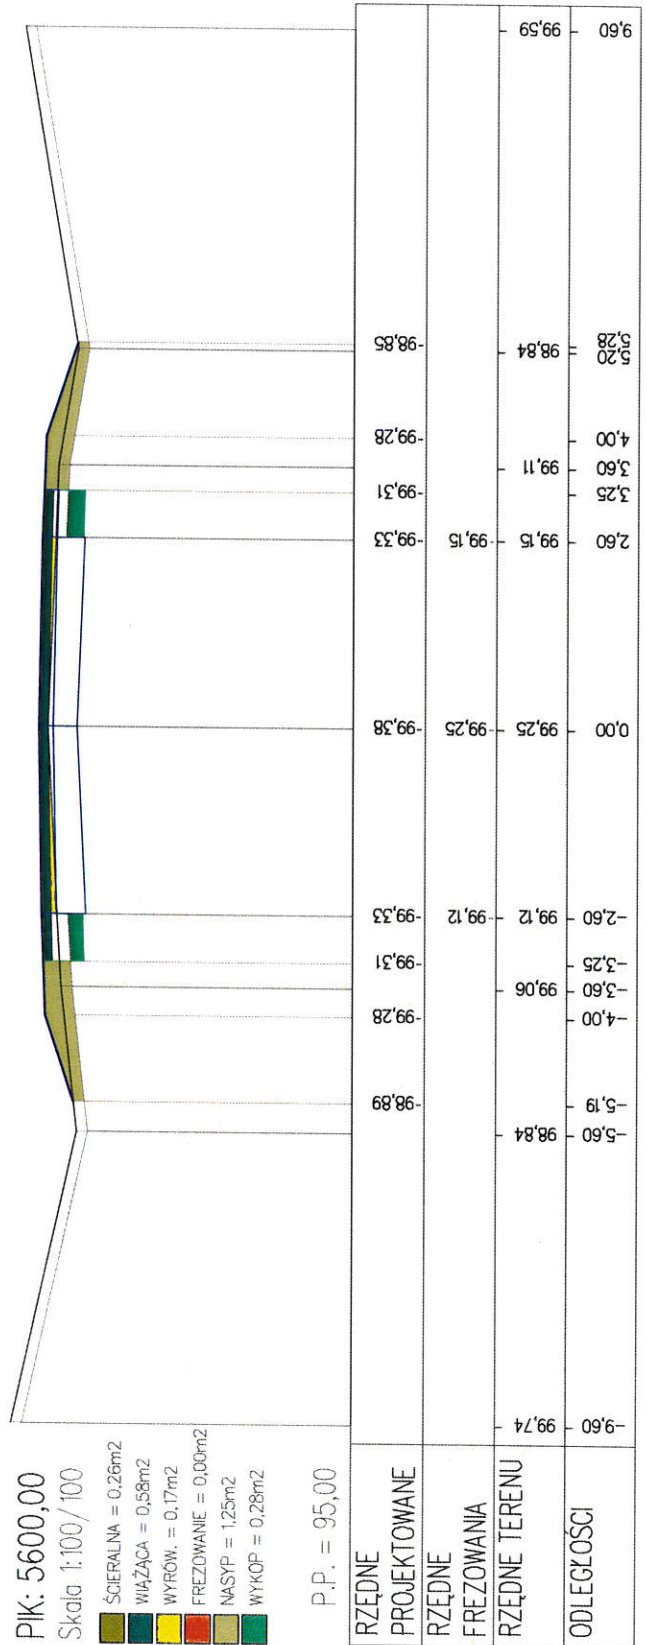 PIK: 5600,00
Skala 1:100/100
ŚCIERALNA = 0,26m2
WIĄŻĄCA = 0,58m2
WYRÓW. = 0,17m2
FREZOWANIE = 0,00m2
NASYP = 1,25m2
WYKOP = 0,28m2
P.P. = 95,00
RZĘDNE
PROJEKTOWANE
98,89 99,28 99,31 99,33 99,38 99,33 99,31 99,28 98,85
RZĘDNE
FREZOWANIA
99,12 99,25 99,15
RZĘDNE TERENU
99,74 98,84 99,06 99,12 99,25 99,15 99,11 98,84 99,59
ODLEGŁOŚCI
-9,60 -5,60 -5,19 -4,00 -3,60 -3,25 -2,60 0,00 2,60 3,25 3,60 4,00 5,20 5,28 9,60